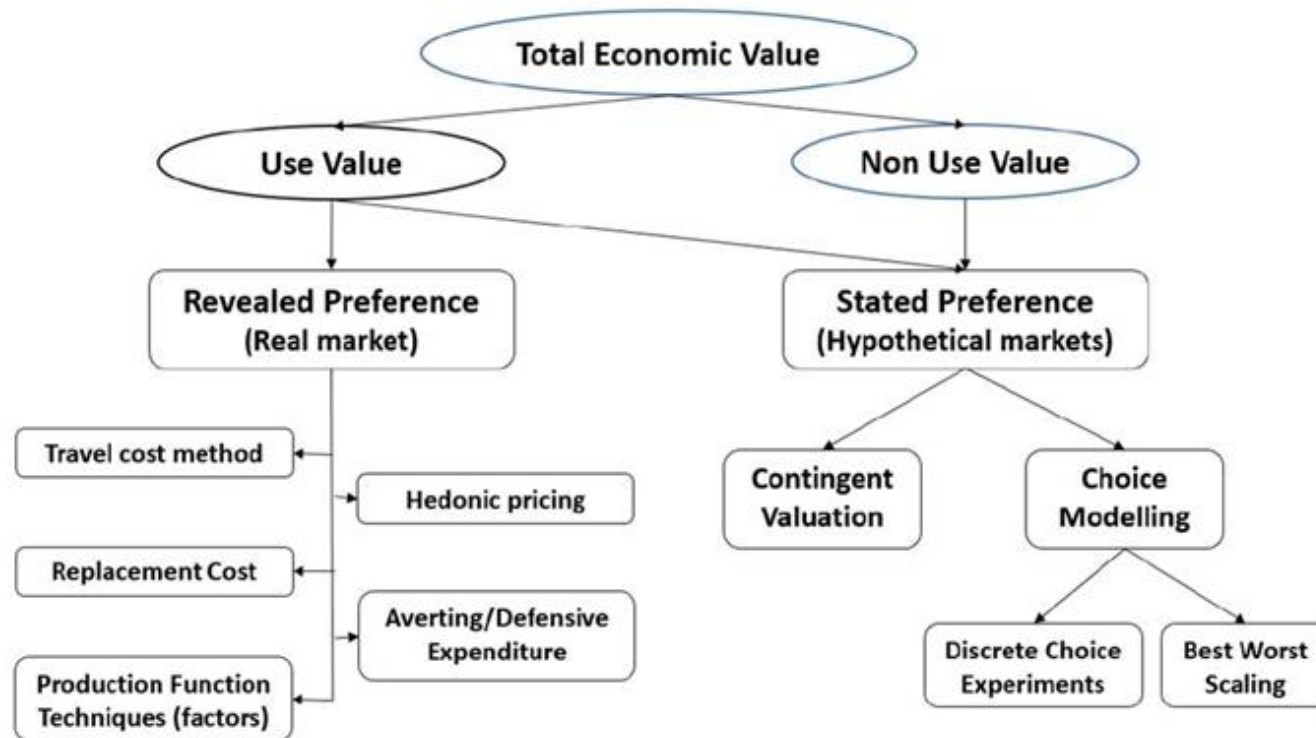 Total Economic Value
Use Value
Non Use Value
Revealed Preference
(Real market)
Stated Preference
(Hypothetical markets)
Travel cost method
Hedonic pricing
Replacement Cost
Averting/Defensive
Expenditure
Production Function
Techniques (factors)
Contingent
Valuation
Choice
Modelling
Discrete Choice
Experiments
Best Worst
Scaling